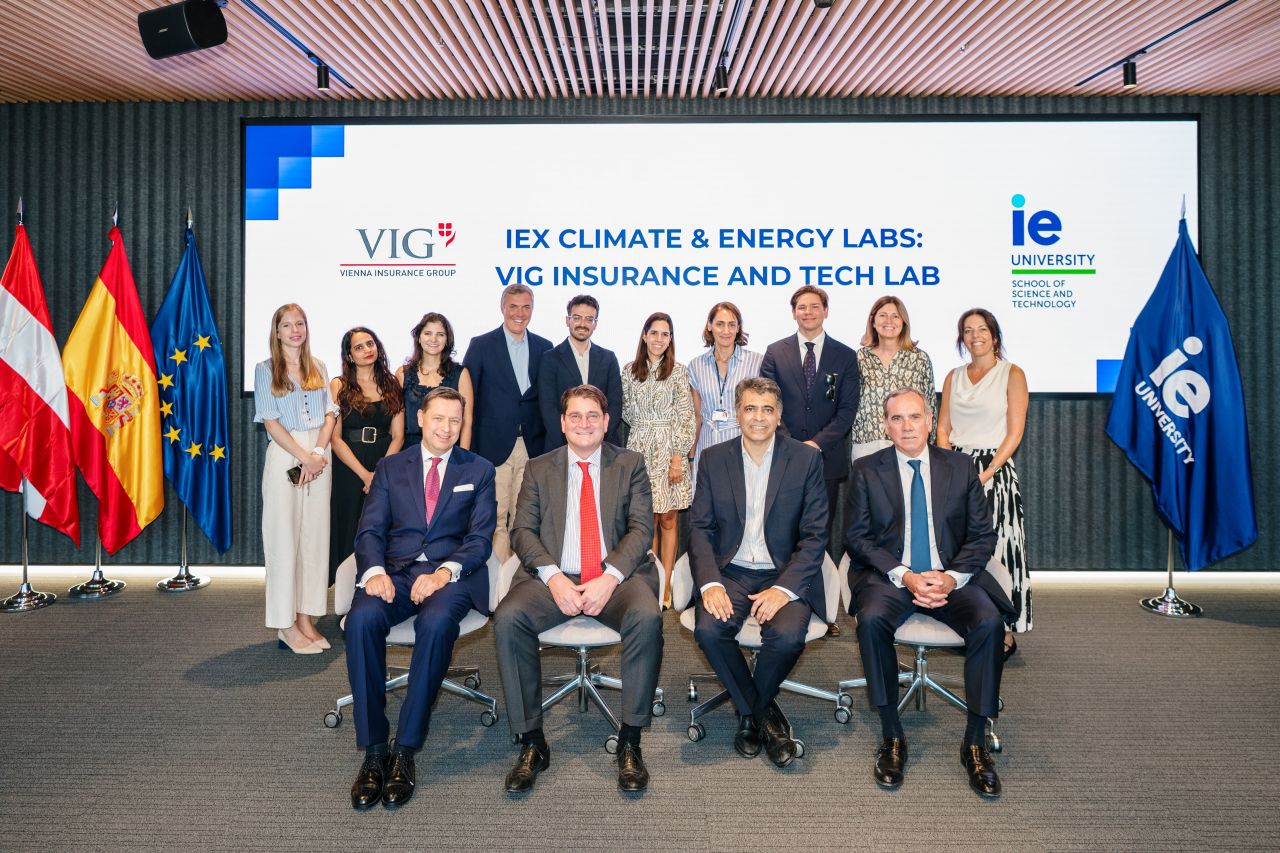 VIG
VIENNA INSURANCE GROUP
IEX CLIMATE & ENERGY LABS:
VIG INSURANCE AND TECH LAB
ie
UNIVERSITY
SCHOOL OF
SCIENCE AND
TECHNOLOGY
ie
UNIVERSITY